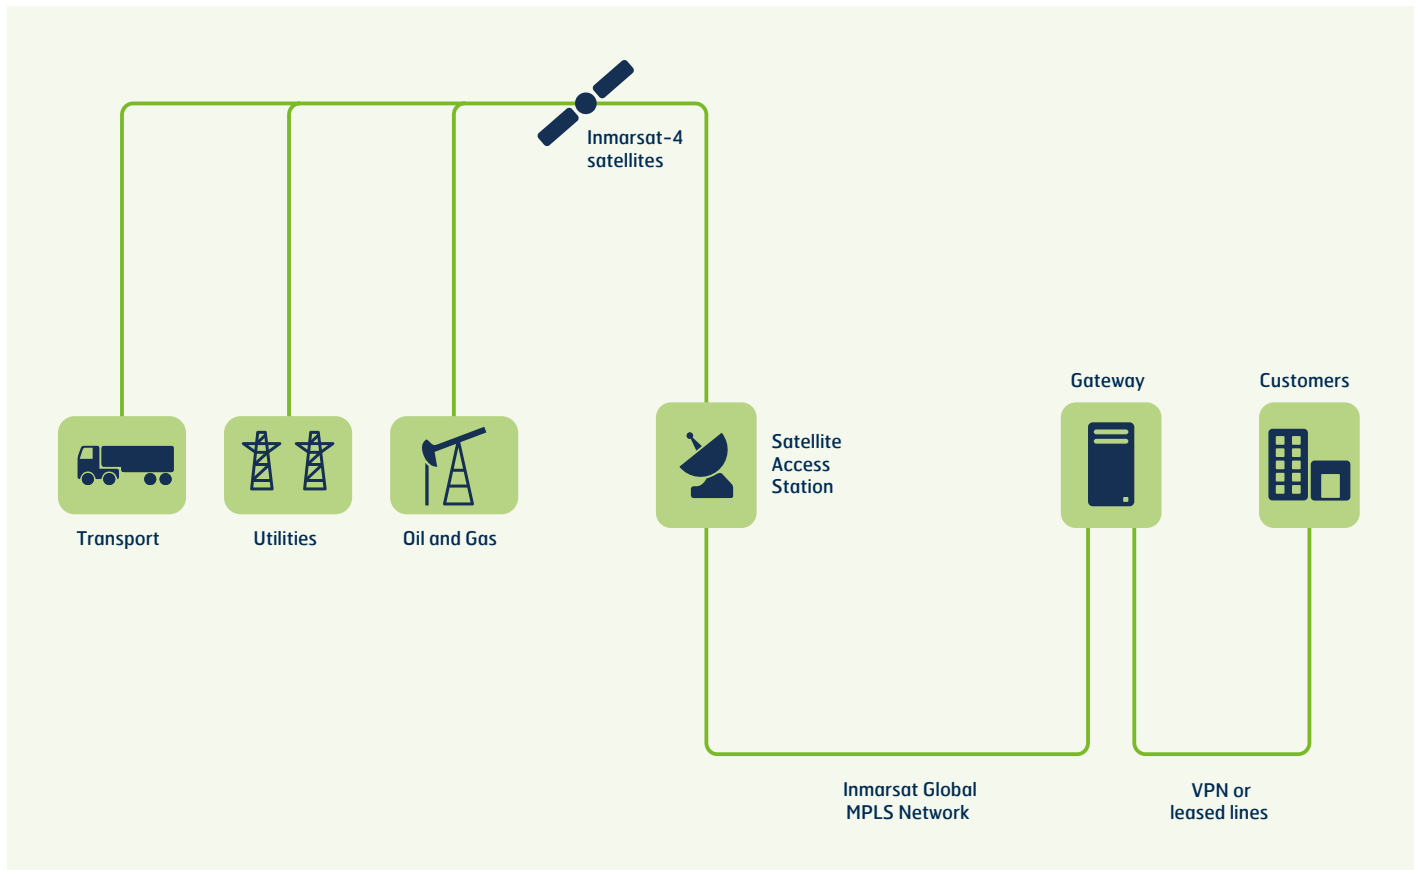 Inmarsat-4
satellites
Gateway
Customers
Satellite
Access
Station
Transport
Utilities
Oil and Gas
Inmarsat Global
MPLS Network
VPN or
leased lines